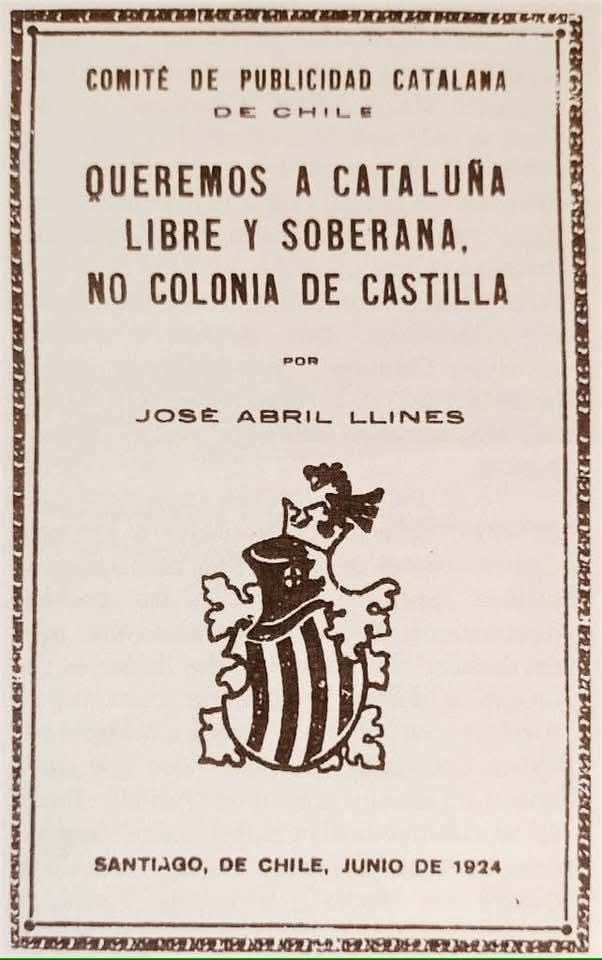 COMITÉ DE PUBLICIDAD CATALANA
DE CHILE
QUEREMOS A CATALUÑA
LIBRE Y SOBERANA,
NO COLONIA DE CASTILLA
POR
JOSÉ ABRIL LLINES
SANTIAGO, DE CHILE, JUNIO DE 1924